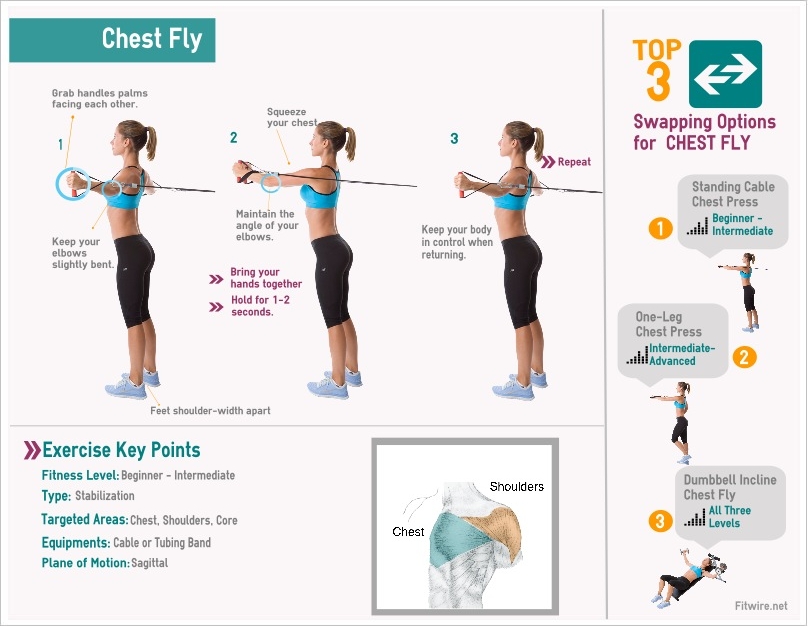 Chest Fly
Grab handles palms
facing each other.
1
Keep your
elbows
slightly bent.
Feet shoulder-width apart
2
Squeeze
your chest.
Maintain the
angle of your
elbows.
Bring your
hands together
Hold for 1-2
seconds.
3
Repeat
Keep your body
in control when
returning.
Exercise Key Points
Fitness Level: Beginner - Intermediate
Type: Stabilization
Targeted Areas: Chest, Shoulders, Core
Equipments: Cable or Tubing Band
Plane of Motion: Sagittal
Shoulders
Chest
TOP
3
Swapping Options
for CHEST FLY
Standing Cable
Chest Press
1
Beginner -
Intermediate
One-Leg
Chest Press
Intermediate-
Advanced
2
Dumbbell Incline
Chest Fly
3
All Three
Levels
Fitwire.net